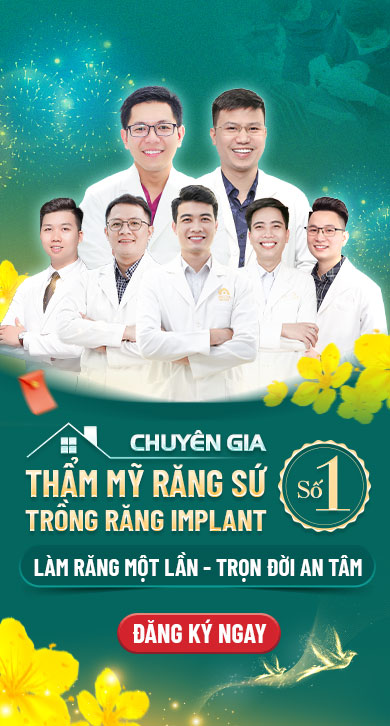 CHUYÊN GIA
THẨM MỸ RĂNG SỨ
TRỒNG RĂNG IMPLANT
Số 1
LÀM RĂNG MỘT LẦN - TRỌN ĐỜI AN TÂM
ĐĂNG KÝ NGAY